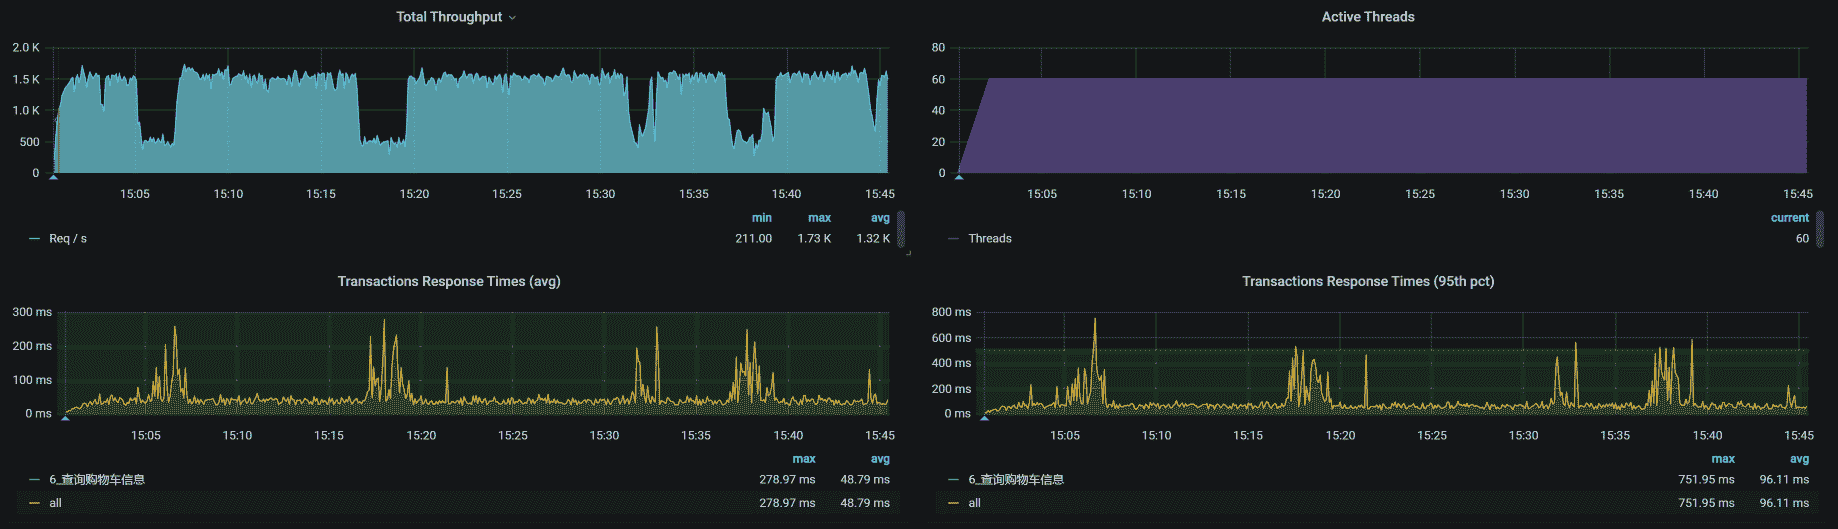 Total Throughput
2.0 K
1.5 K
1.0 K
500
0
15:05 15:10 15:15 15:20 15:25 15:30 15:35 15:40 15:45
min max avg
Req / s 211.00 1.73 K 1.32 K
Active Threads
80
60
40
20
0
15:05 15:10 15:15 15:20 15:25 15:30 15:35 15:40 15:45
current
Threads 60
Transactions Response Times (avg)
300 ms
200 ms
100 ms
0 ms
15:05 15:10 15:15 15:20 15:25 15:30 15:35 15:40 15:45
max avg
6_查询购物车信息 278.97 ms 48.79 ms
all 278.97 ms 48.79 ms
Transactions Response Times (95th pct)
800 ms
600 ms
400 ms
200 ms
0 ms
15:05 15:10 15:15 15:20 15:25 15:30 15:35 15:40 15:45
max avg
6_查询购物车信息 751.95 ms 96.11 ms
all 751.95 ms 96.11 ms